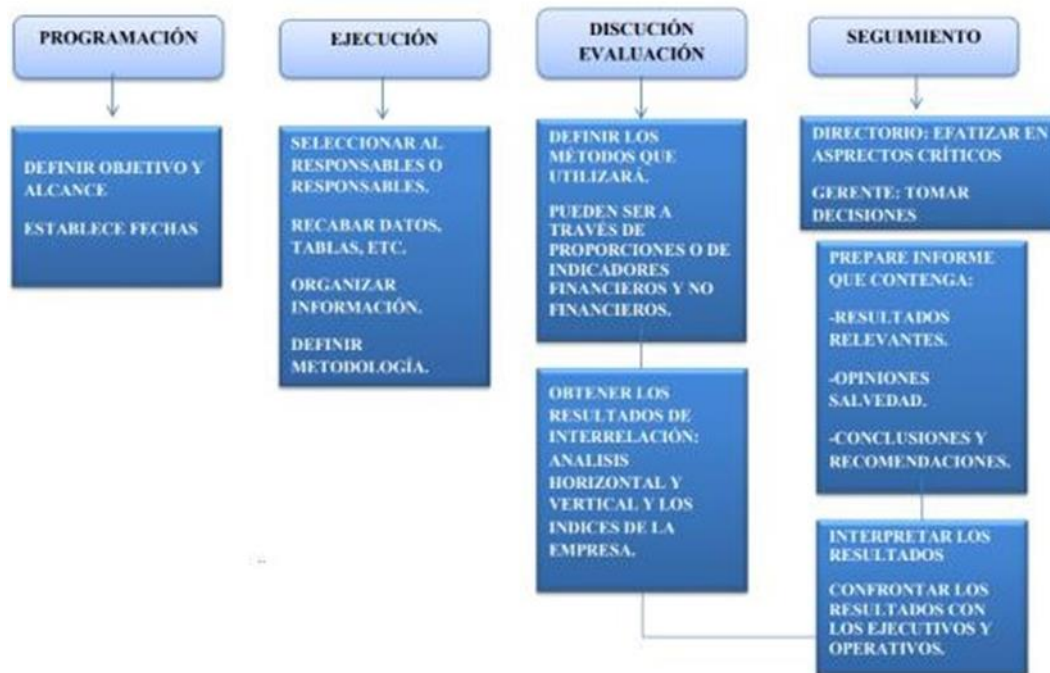 PROGRAMACIÓN
DEFINIR OBJETIVO Y
ALCANCE
ESTABLECE FECHAS
EJECUCIÓN
SELECCIONAR AL
RESPONSABLES O
RESPONSABLES.
RECABAR DATOS,
TABLAS, ETC.
ORGANIZAR
INFORMACIÓN.
DEFINIR
METODOLOGÍA.
DISCUCIÓN
EVALUACIÓN
DEFINIR LOS
MÉTODOS QUE
UTILIZARÁ.
PUEDEN SER A
TRAVÉS DE
PROPORCIONES O DE
INDICADORES
FINANCIEROS Y NO
FINANCIEROS.
OBTENER LOS
RESULTADOS DE
INTERRELACIÓN:
ANALISIS
HORIZONTAL Y
VERTICAL Y LOS
INDICES DE LA
EMPRESA.
SEGUIMIENTO
DIRECTORIO: EFATIZAR EN
ASPRECTOS CRÍTICOS
GERENTE: TOMAR
DECISIONES
PREPARE INFORME
QUE CONTENGA:
-RESULTADOS
RELEVANTES.
-OPINIONES
SALVEDAD.
-CONCLUSIONES Y
RECOMENDACIONES.
INTERPRETAR LOS
RESULTADOS
CONFRONTAR LOS
RESULTADOS CON
LOS EJECUTIVOS Y
OPERATIVOS.